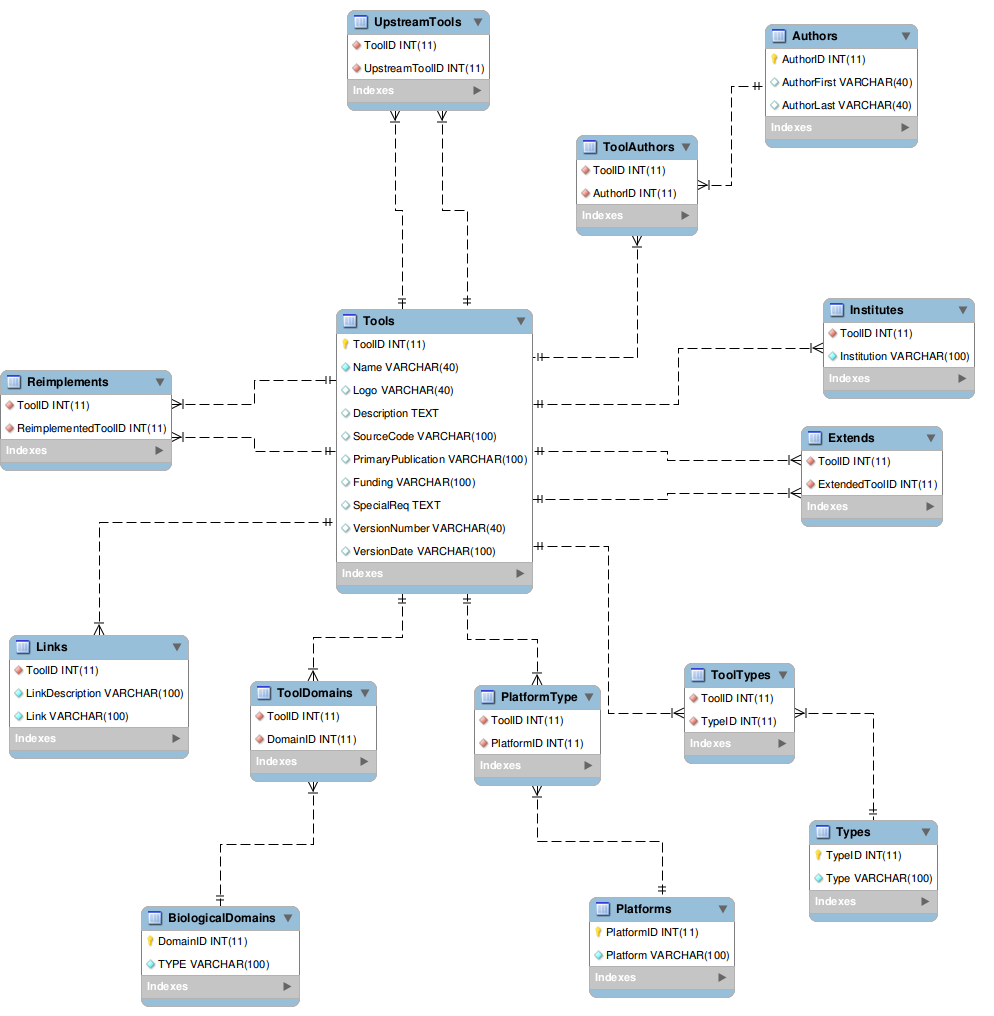 UpstreamTools
ToolID INT(11)
UpstreamToolID INT(11)
Indexes
Authors
AuthorID INT(11)
AuthorFirst VARCHAR(40)
AuthorLast VARCHAR(40)
Indexes
ToolAuthors
ToolID INT(11)
AuthorID INT(11)
Indexes
Tools
ToolID INT(11)
Name VARCHAR(40)
Logo VARCHAR(40)
Description TEXT
SourceCode VARCHAR(100)
PrimaryPublication VARCHAR(100)
Funding VARCHAR(100)
SpecialReq TEXT
VersionNumber VARCHAR(40)
VersionDate VARCHAR(100)
Indexes
Institutes
ToolID INT(11)
Institution VARCHAR(100)
Indexes
Reimplements
ToolID INT(11)
ReimplementedToolID INT(11)
Indexes
Extends
ToolID INT(11)
ExtendedToolID INT(11)
Indexes
Links
ToolID INT(11)
LinkDescription VARCHAR(100)
Link VARCHAR(100)
Indexes
ToolDomains
ToolID INT(11)
DomainID INT(11)
Indexes
PlatformType
ToolID INT(11)
PlatformID INT(11)
Indexes
ToolTypes
ToolID INT(11)
TypeID INT(11)
Indexes
Types
TypeID INT(11)
Type VARCHAR(100)
Indexes
BiologicalDomains
DomainID INT(11)
TYPE VARCHAR(100)
Indexes
Platforms
PlatformID INT(11)
Platform VARCHAR(100)
Indexes